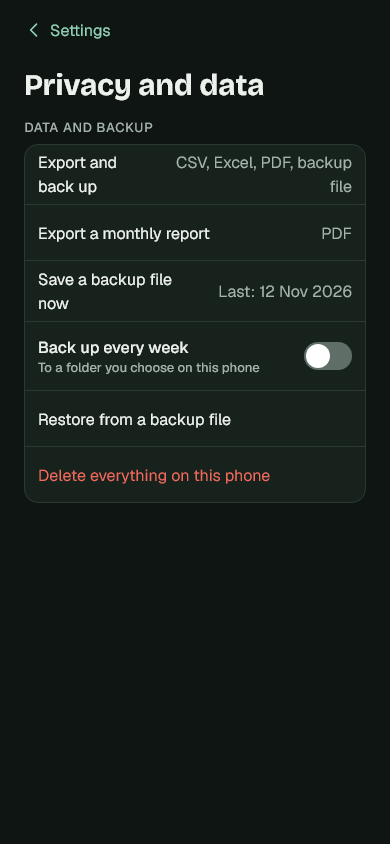 Settings
Privacy and data
DATA AND BACKUP
Export and back up
CSV, Excel, PDF, backup file
Export a monthly report
PDF
Save a backup file now
Last: 12 Nov 2026
Back up every week
To a folder you choose on this phone
Restore from a backup file
Delete everything on this phone